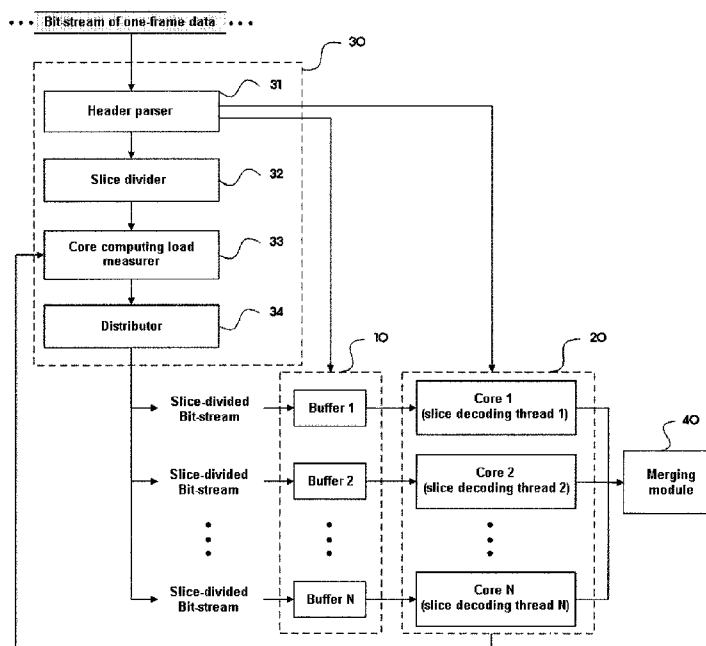 ••• Bit-stream of one-frame data •••
30
31
Header parser
32
Slice divider
33
Core computing load
measurer
34
Distributor
10
20
Slice-divided
Bit-stream
Buffer 1
Core 1
(slice decoding thread 1)
40
Merging
module
Slice-divided
Bit-stream
Buffer 2
Core 2
(slice decoding thread 2)
Slice-divided
Bit-stream
Buffer N
Core N
(slice decoding thread N)